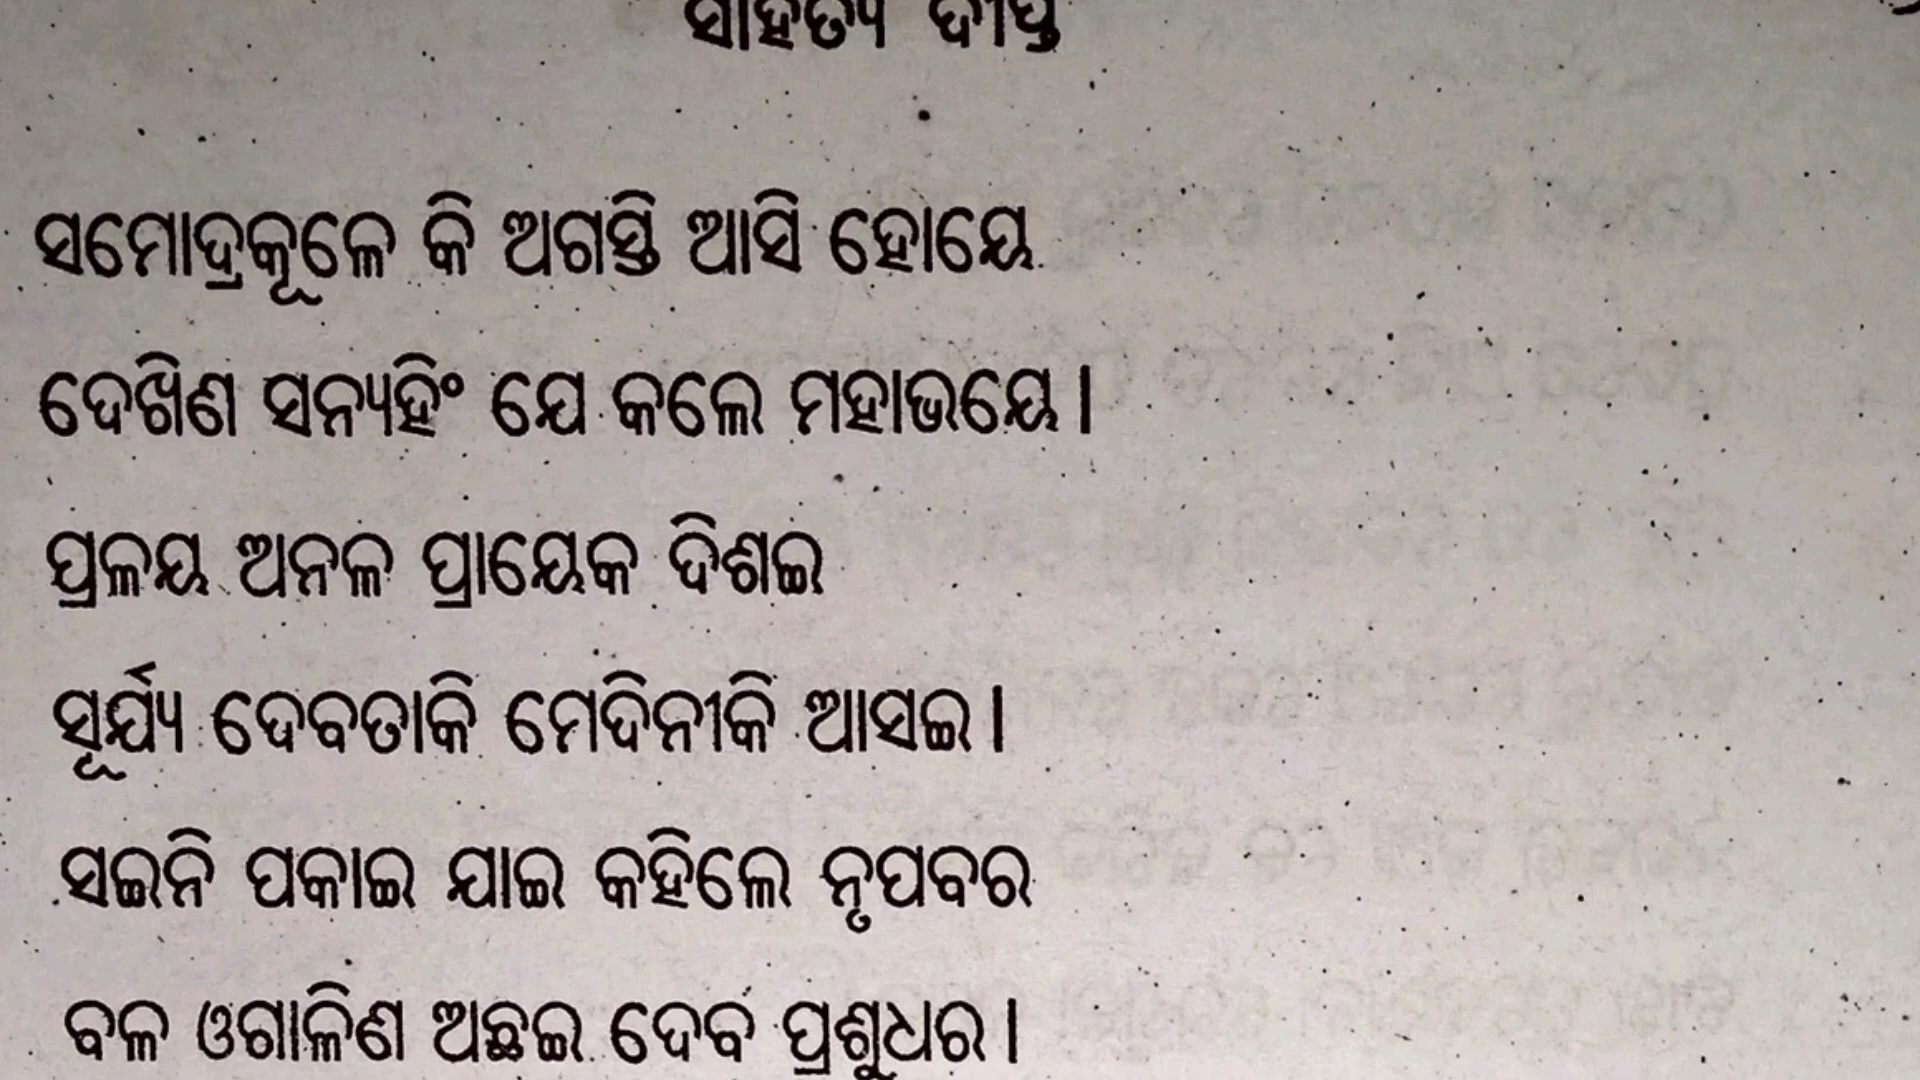 ସାହିତ୍ୟ ଦୀପ୍ତି
ସମୋଦ୍ରକୂଳେ କି ଅଗସ୍ତି ଆସି ହୋୟେ
ଦେଖିଣ ସନ୍ୟହିଂ ଯେ କଲେ ମହାଭୟେ।
ପ୍ରଳୟ ଅନଳ ପ୍ରାୟେକ ଦିଶଇ
ସୂର୍ଯ୍ୟ ଦେବତାକି ମେଦିନୀକି ଆସଇ।
ସଇନି ପକାଇ ଯାଇ କହିଲେ ନୃପବର
ବଳ ଓଗାଳିଣ ଅଛଇ ଦେବ ପ୍ରଶୁଧର।